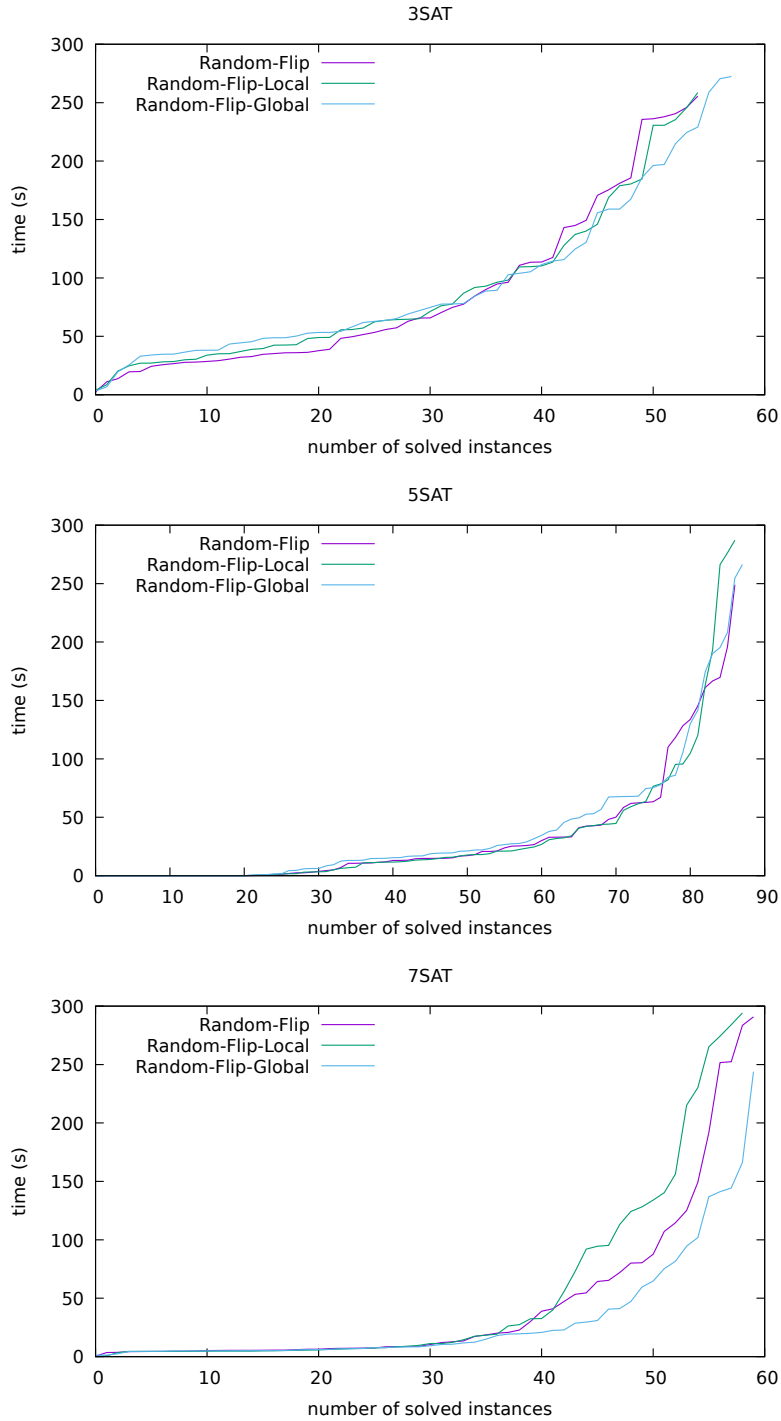 3SAT
300
250
200
150
100
50
0
time (s)
Random-Flip
Random-Flip-Local
Random-Flip-Global
0 10 20 30 40 50 60
number of solved instances
5SAT
300
250
200
150
100
50
0
time (s)
Random-Flip
Random-Flip-Local
Random-Flip-Global
0 10 20 30 40 50 60 70 80 90
number of solved instances
7SAT
300
250
200
150
100
50
0
time (s)
Random-Flip
Random-Flip-Local
Random-Flip-Global
0 10 20 30 40 50 60
number of solved instances